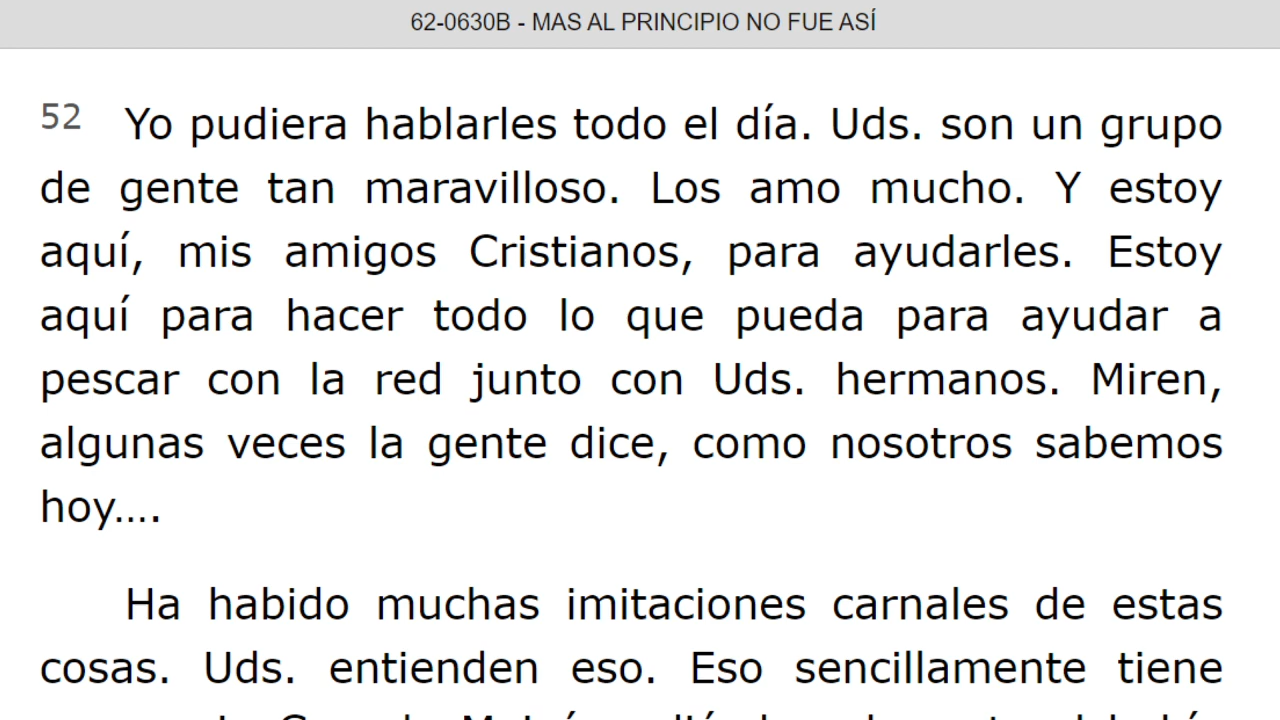 62-0630B - MAS AL PRINCIPIO NO FUE ASÍ
52 Yo pudiera hablarles todo el día. Uds. son un grupo
de gente tan maravilloso. Los amo mucho. Y estoy
aquí, mis amigos Cristianos, para ayudarles. Estoy
aquí para hacer todo lo que pueda para ayudar a
pescar con la red junto con Uds. hermanos. Miren,
algunas veces la gente dice, como nosotros sabemos
hoy….
Ha habido muchas imitaciones carnales de estas
cosas. Uds. entienden eso. Eso sencillamente tiene